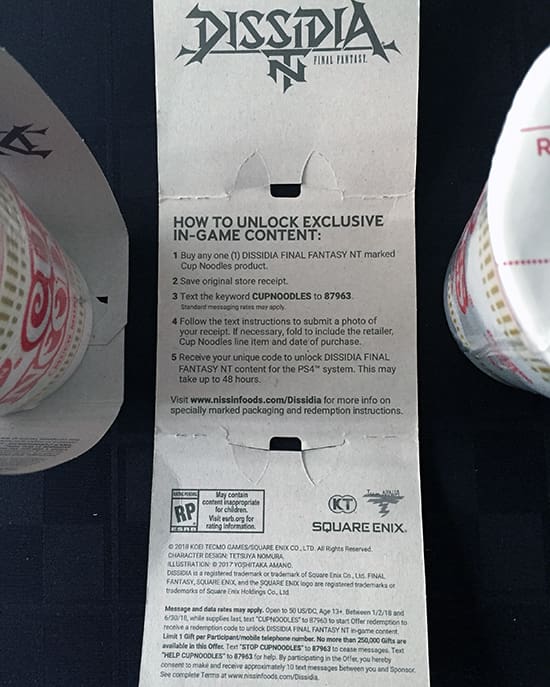 DISSIDIA
NT
FINAL FANTASY.
R
HOW TO UNLOCK EXCLUSIVE
IN-GAME CONTENT:
1 Buy any one (1) DISSIDIA FINAL FANTASY NT marked
Cup Noodles product.
2 Save original store receipt.
3 Text the keyword CUPNOODLES to 87963.
Standard messaging rates may apply.
4 Follow the text instructions to submit a photo of
your receipt. If necessary, fold to include the retailer,
Cup Noodles line item and date of purchase.
5 Receive your unique code to unlock DISSIDIA FINAL
FANTASY NT content for the PS4™ system. This may
take up to 48 hours.
Visit www.nissinfoods.com/Dissidia for more info on
specially marked packaging and redemption instructions.
RATING PENDING
RP
ESRB
May contain
content inappropriate
for children.
Visit esrb.org for
rating information.
KT
Team NINJA
SQUARE ENIX.
© 2018 KOEI TECMO GAMES/SQUARE ENIX CO., LTD. All Rights Reserved.
CHARACTER DESIGN: TETSUYA NOMURA
ILLUSTRATION: © 2017 YOSHITAKA AMANO.
DISSIDIA is a registered trademark or trademark of Square Enix Co., Ltd. FINAL
FANTASY, SQUARE ENIX, and the SQUARE ENIX logo are registered trademarks or
trademarks of Square Enix Holdings Co., Ltd.
Message and data rates may apply. Open to 50 US/DC, Age 13+. Between 1/2/18 and
6/30/18, while supplies last, text "CUPNOODLES" to 87963 to start Offer redemption to
receive a redemption code to unlock DISSIDIA FINAL FANTASY NT in-game content.
Limit 1 Gift per Participant/mobile telephone number. No more than 250,000 Gifts are
available in this Offer. Text "STOP CUPNOODLES" to 87963 to cease messages. Text
"HELP CUPNOODLES" to 87963 for help. By participating in the Offer, you hereby
consent to make and receive approximately 10 text messages between you and Sponsor.
See complete Terms at www.nissinfoods.com/Dissidia.